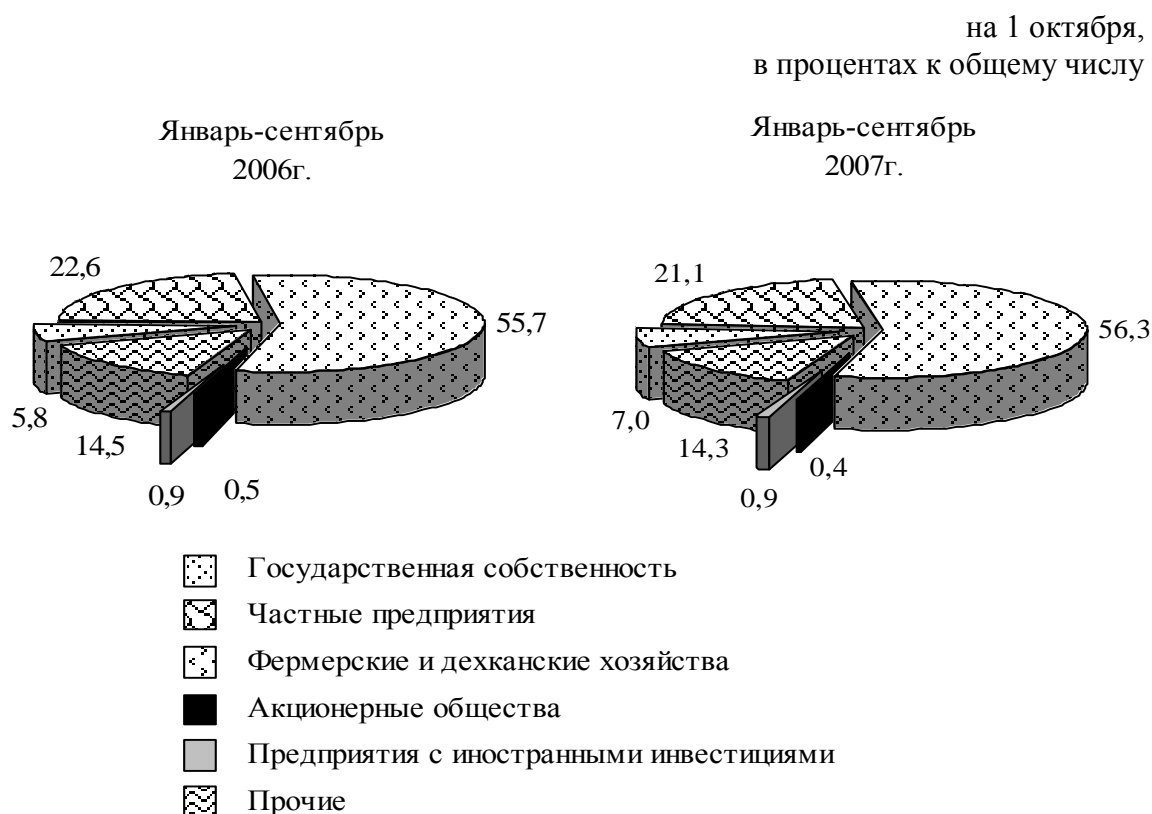 на 1 октября,
в процентах к общему числу
Январь-сентябрь
2006г.
Январь-сентябрь
2007г.
22,6
55,7
5,8
14,5
0,9
0,5
21,1
56,3
7,0
14,3
0,9
0,4
Государственная собственность
Частные предприятия
Фермерские и дехканские хозяйства
Акционерные общества
Предприятия с иностранными инвестициями
Прочие